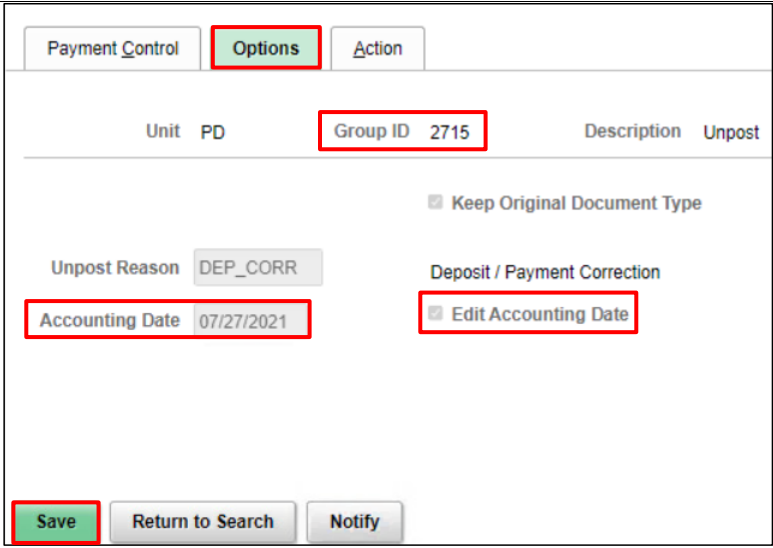 Payment Control Options Action
Unit PD Group ID 2715 Description Unpost
Keep Original Document Type
Unpost Reason DEP_CORR Deposit / Payment Correction
Accounting Date 07/27/2021 Edit Accounting Date
Save Return to Search Notify